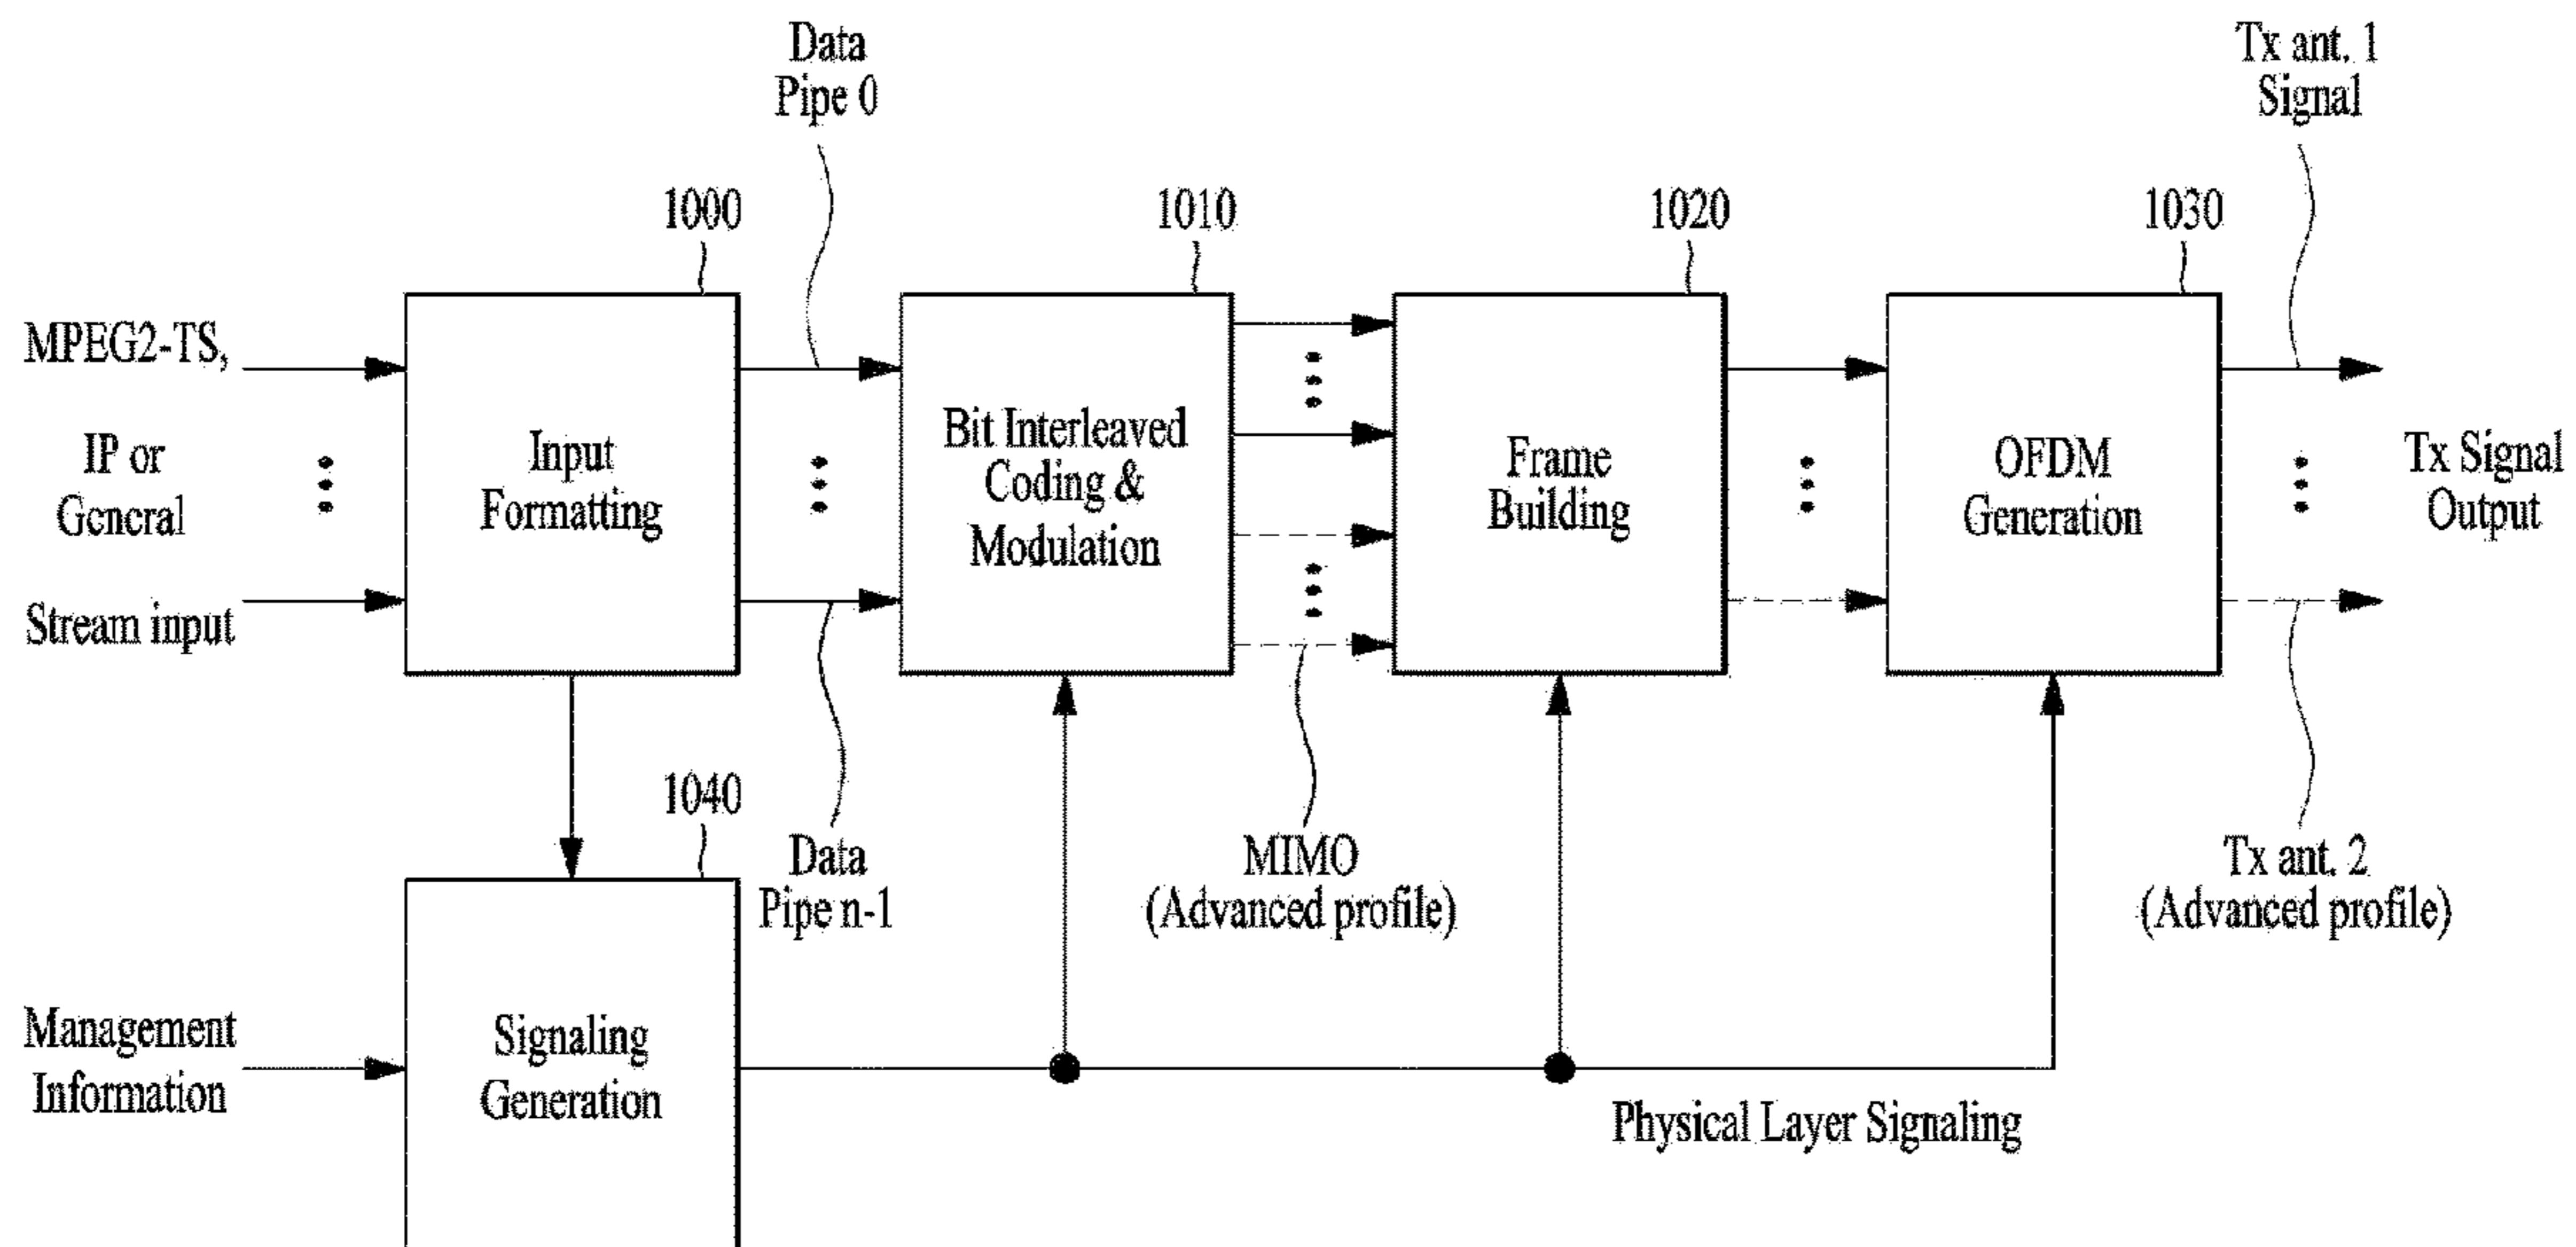 Data
Pipe 0
Tx ant. 1
Signal
1000
1010
1020
1030
MPEG2-TS,
IP or
General
Stream input
Input
Formatting
Bit Interleaved
Coding &
Modulation
Frame
Building
OFDM
Generation
Tx Signal
Output
1040
Data
Pipe n-1
MIMO
(Advanced profile)
Tx ant. 2
(Advanced profile)
Management
Information
Signaling
Generation
Physical Layer Signaling